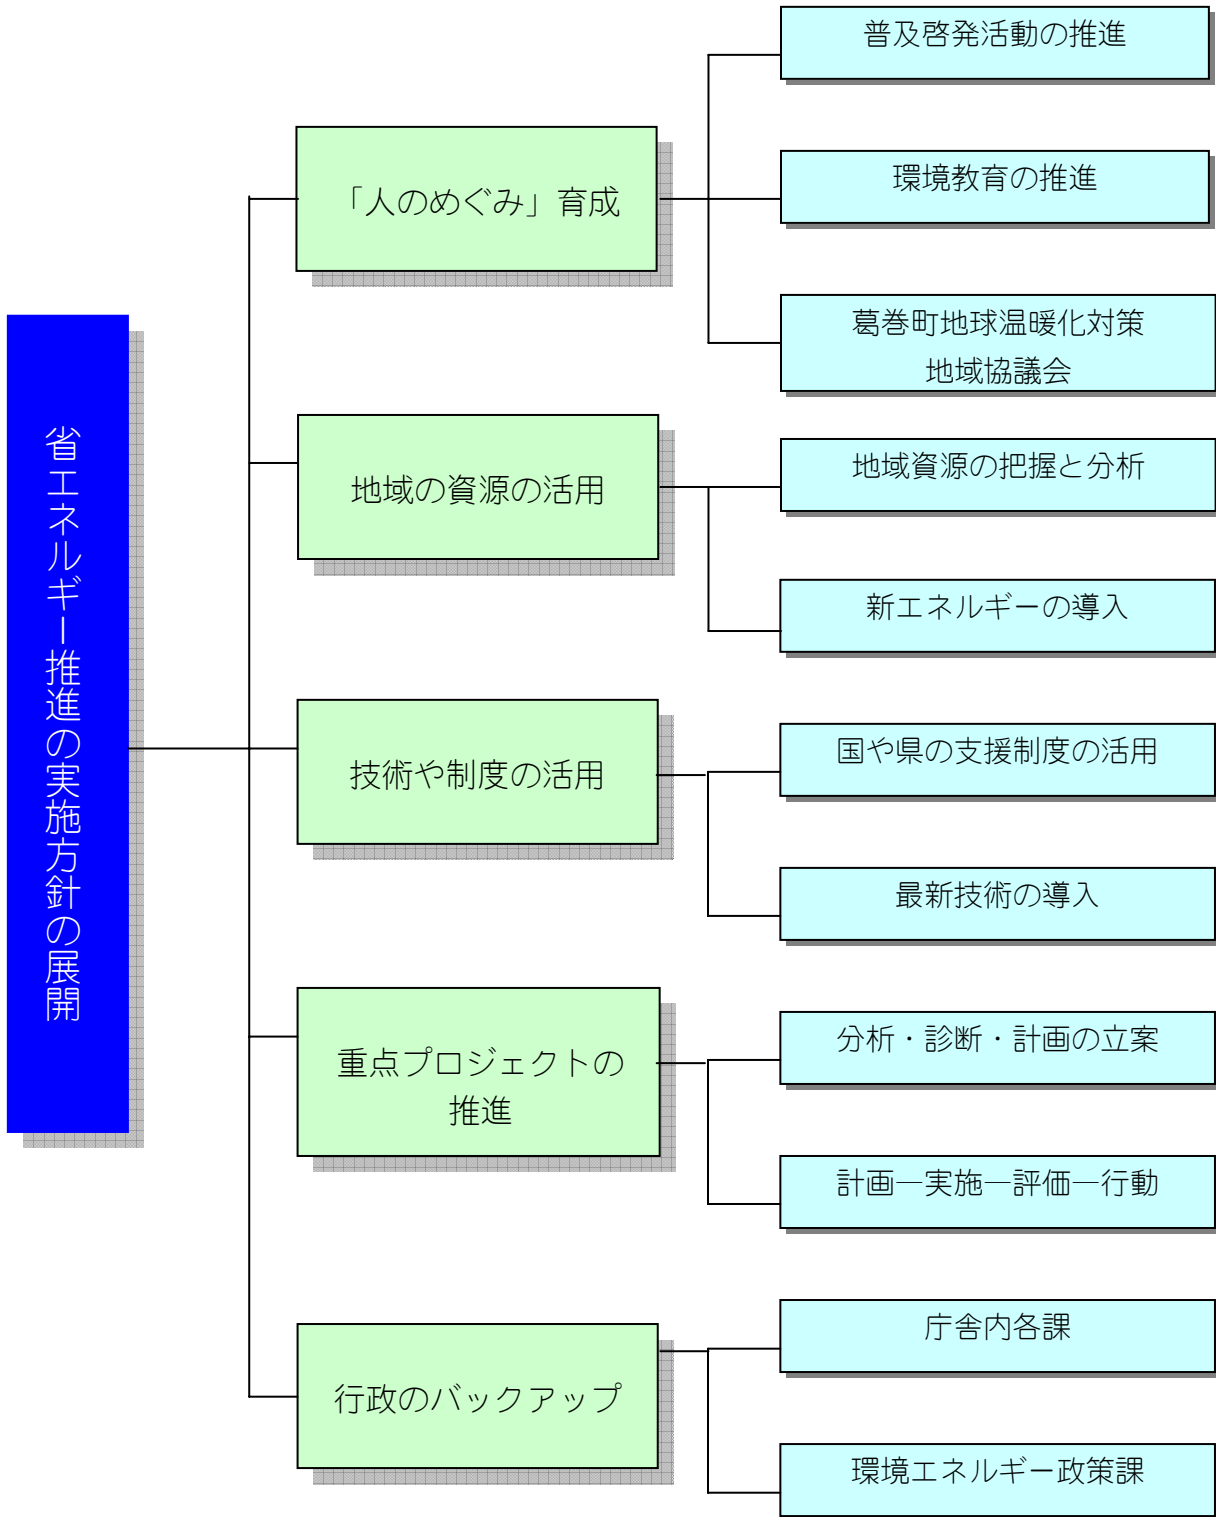 省エネルギー推進の実施方針の展開
「人のめぐみ」育成
普及啓発活動の推進
環境教育の推進
葛巻町地球温暖化対策
地域協議会
地域の資源の活用
地域資源の把握と分析
新エネルギーの導入
技術や制度の活用
国や県の支援制度の活用
最新技術の導入
重点プロジェクトの
推進
分析・診断・計画の立案
計画―実施―評価―行動
行政のバックアップ
庁舎内各課
環境エネルギー政策課